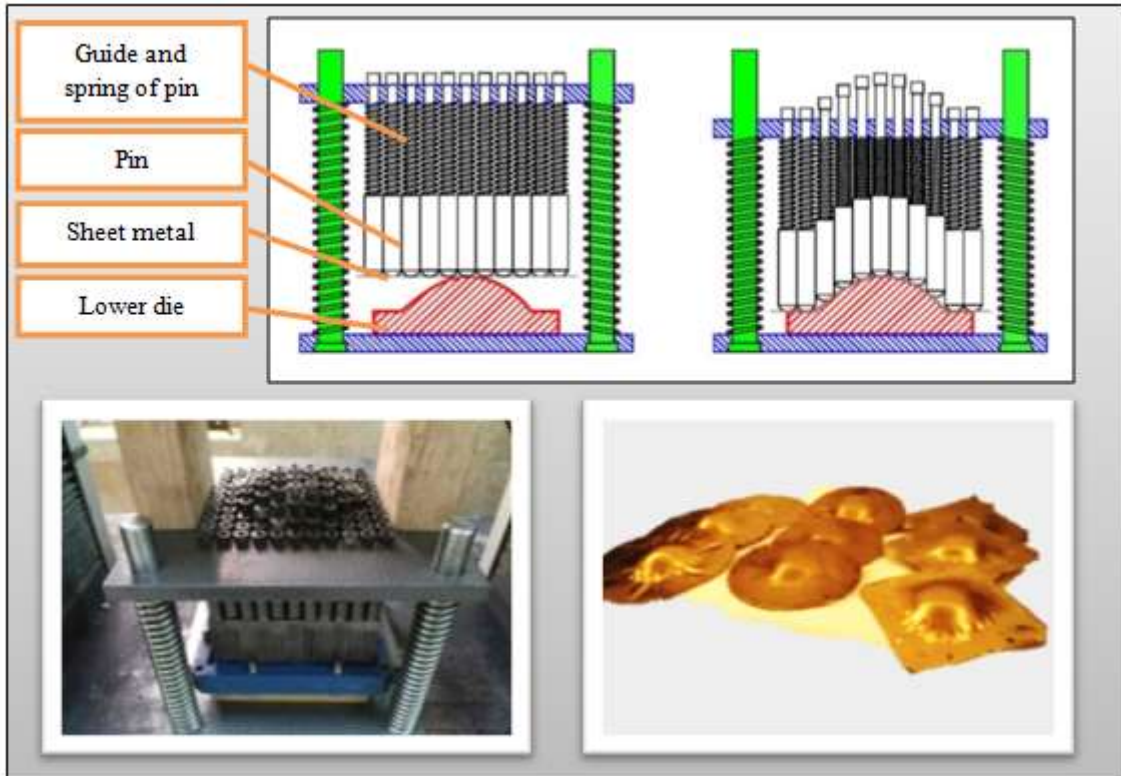 Guide and
spring of pin
Pin
Sheet metal
Lower die